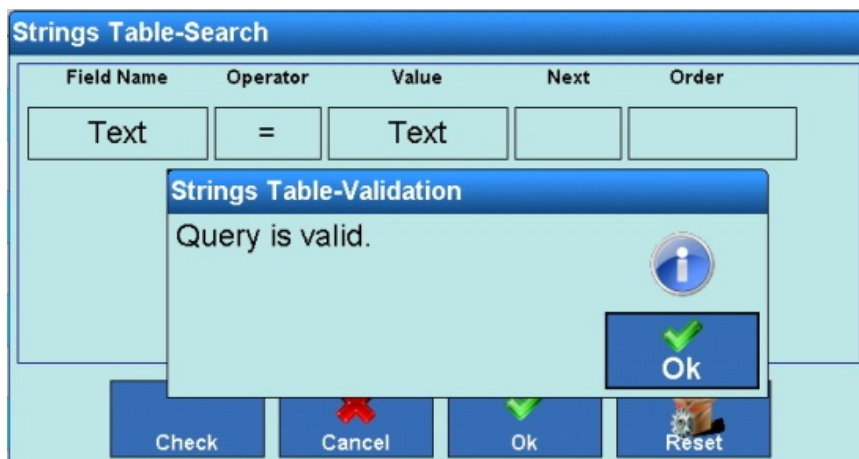 Strings Table-Search
Field Name Operator Value Next Order
Text = Text
Strings Table-Validation
Query is valid.
Ok
Check Cancel Ok Reset